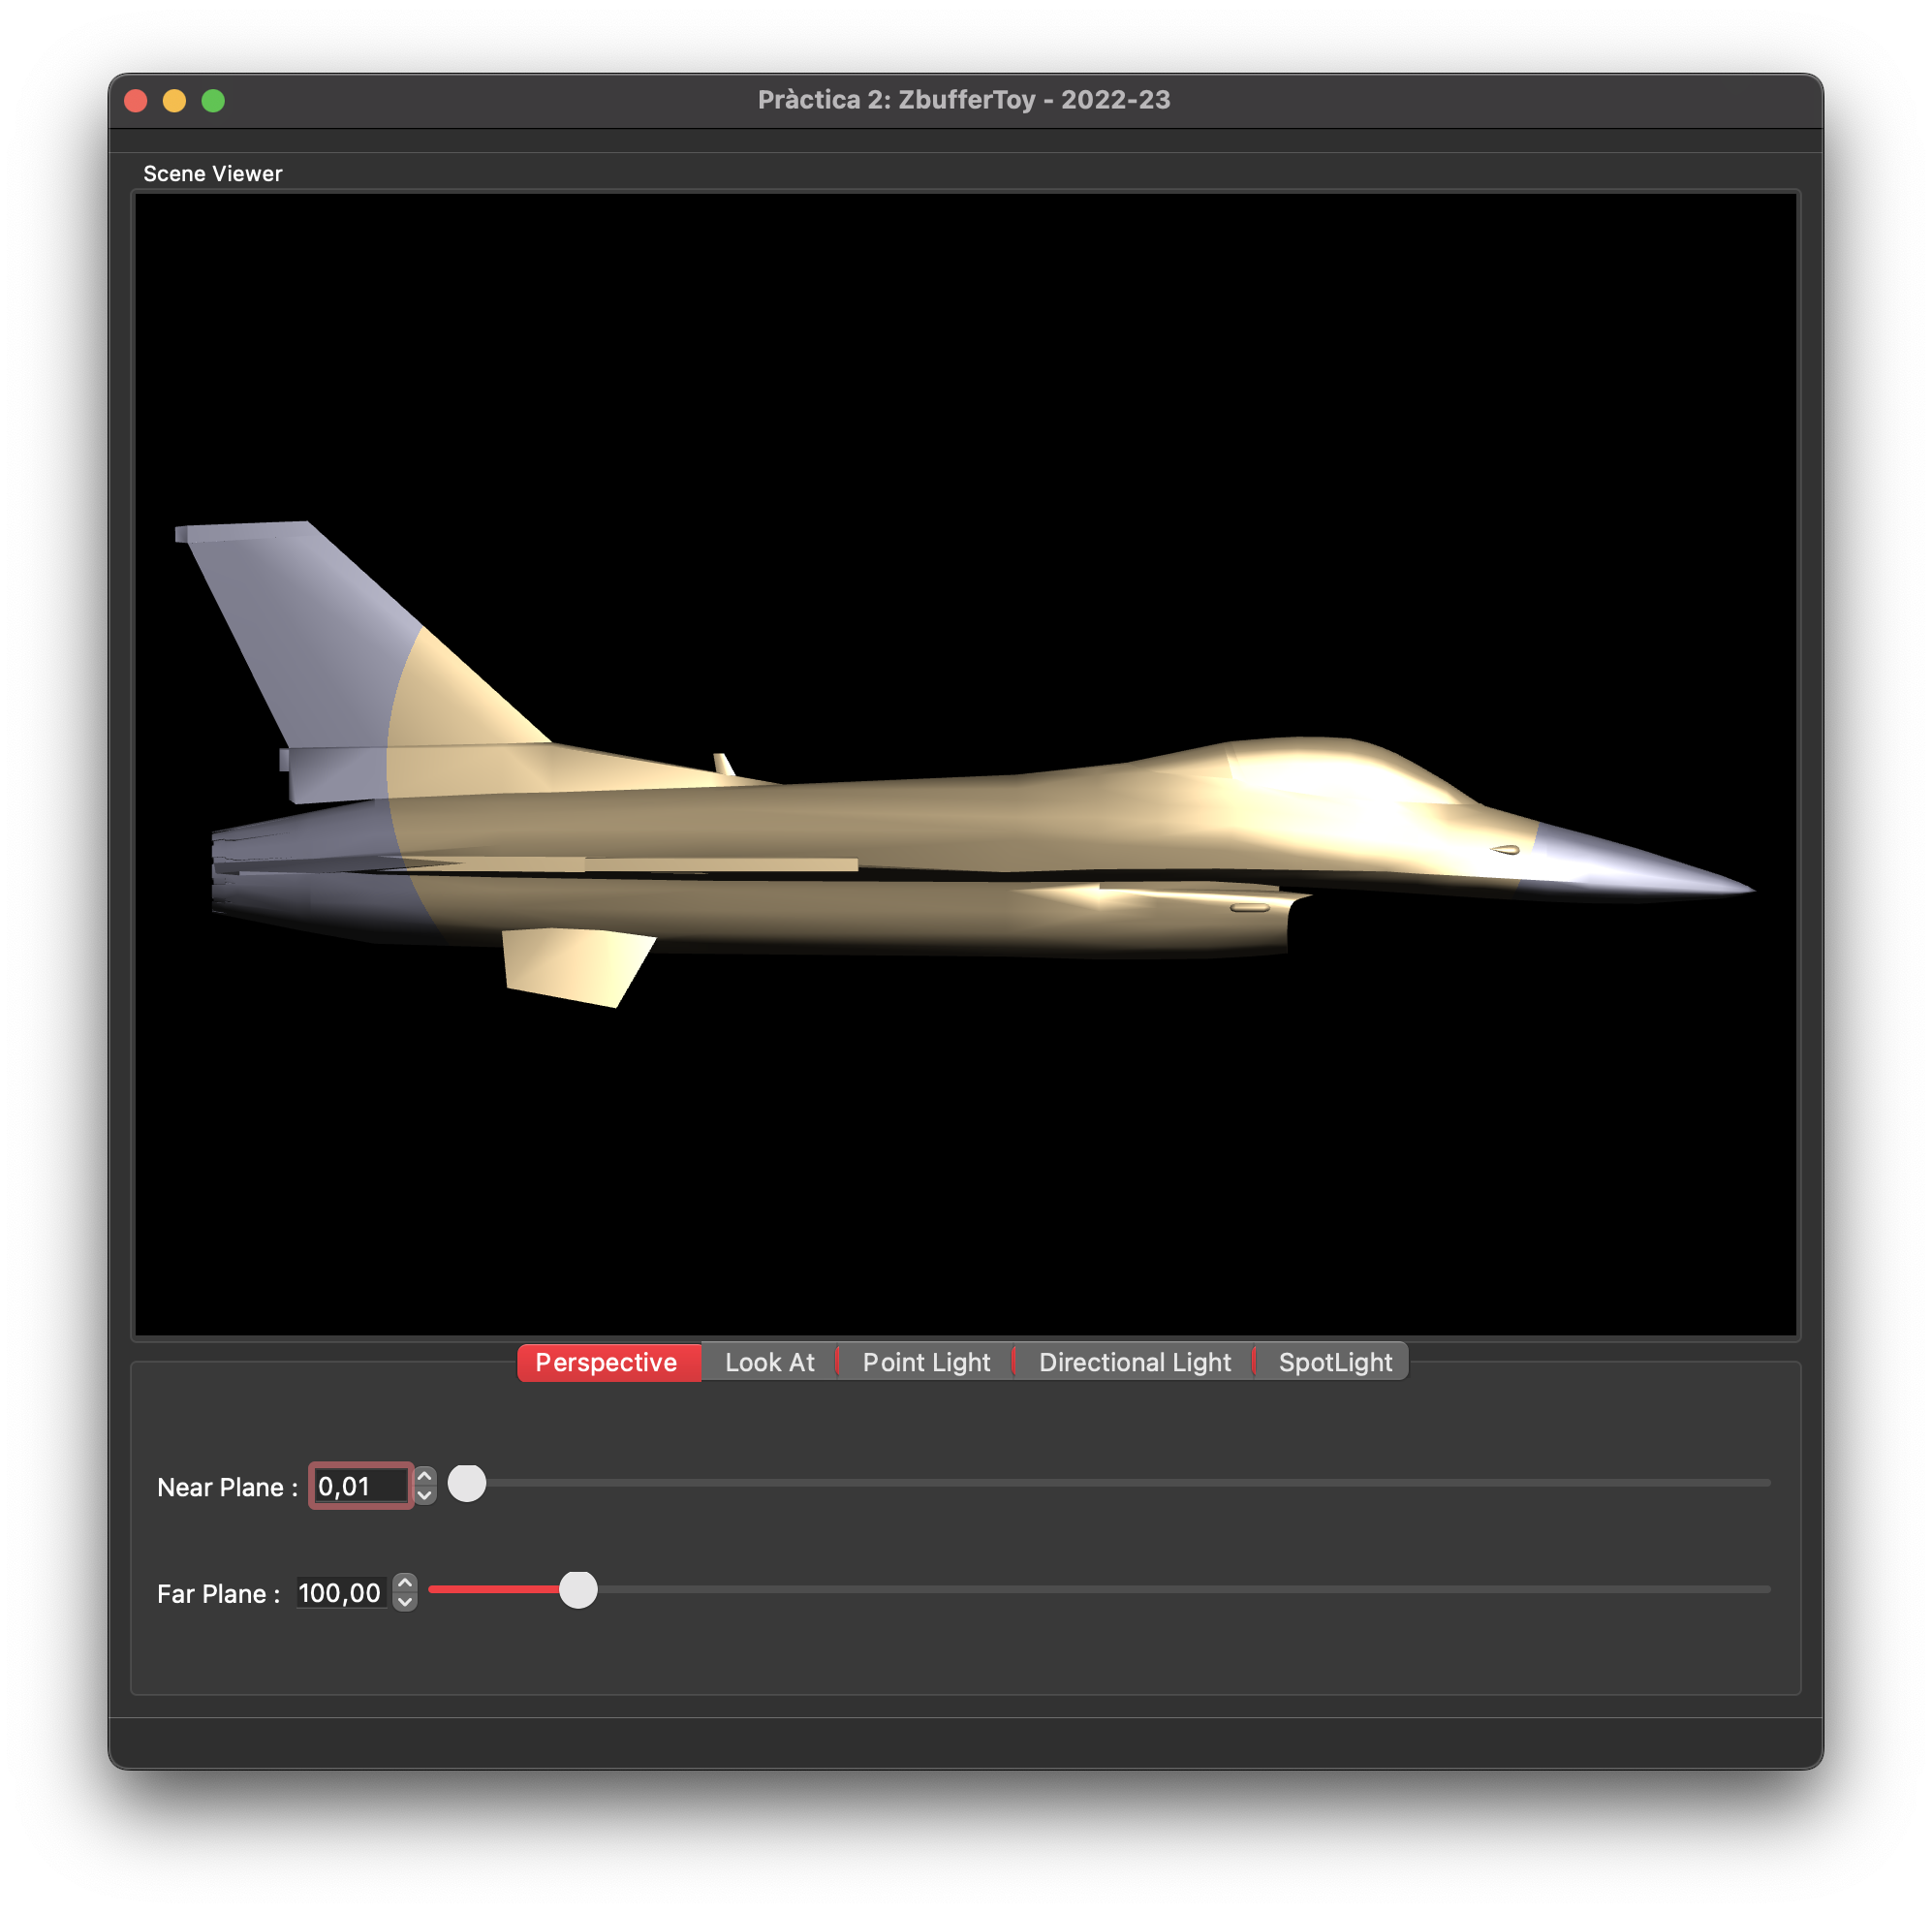 Pràctica 2: ZbufferToy - 2022-23
Scene Viewer
Perspective Look At Point Light Directional Light SpotLight
Near Plane : 0,01
Far Plane : 100,00